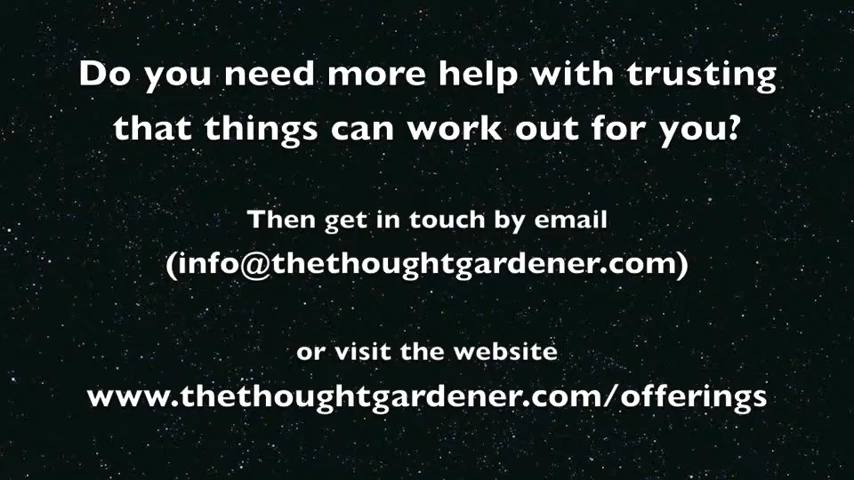 Do you need more help with trusting
that things can work out for you?
Then get in touch by email
(info@thethoughtgardener.com)
or visit the website
www.thethoughtgardener.com/offerings